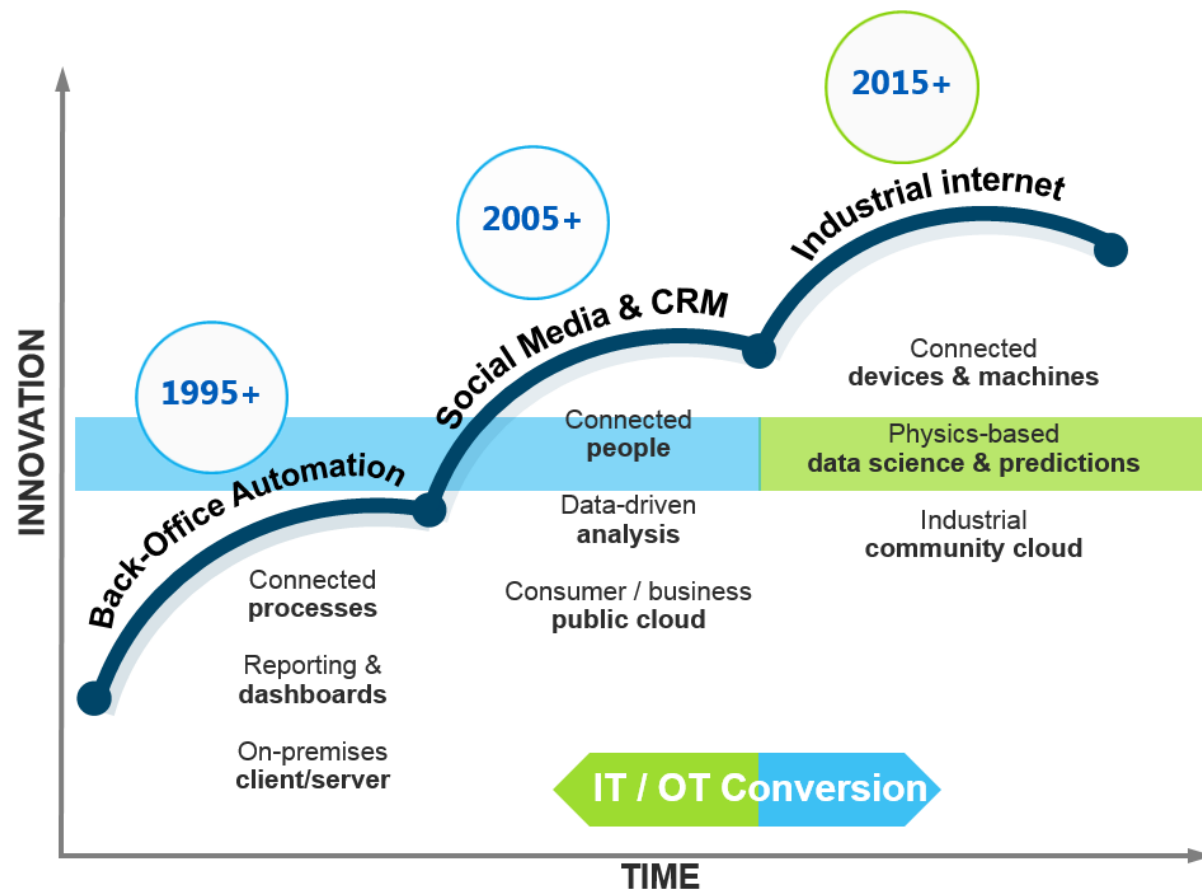 2015+
Industrial internet
2005+
Social Media & CRM
1995+
Back-Office Automation
INNOVATION
Connected
processes
Reporting &
dashboards
On-premises
client/server
Connected
people
Data-driven
analysis
Consumer / business
public cloud
Connected
devices & machines
Physics-based
data science & predictions
Industrial
community cloud
IT / OT Conversion
TIME